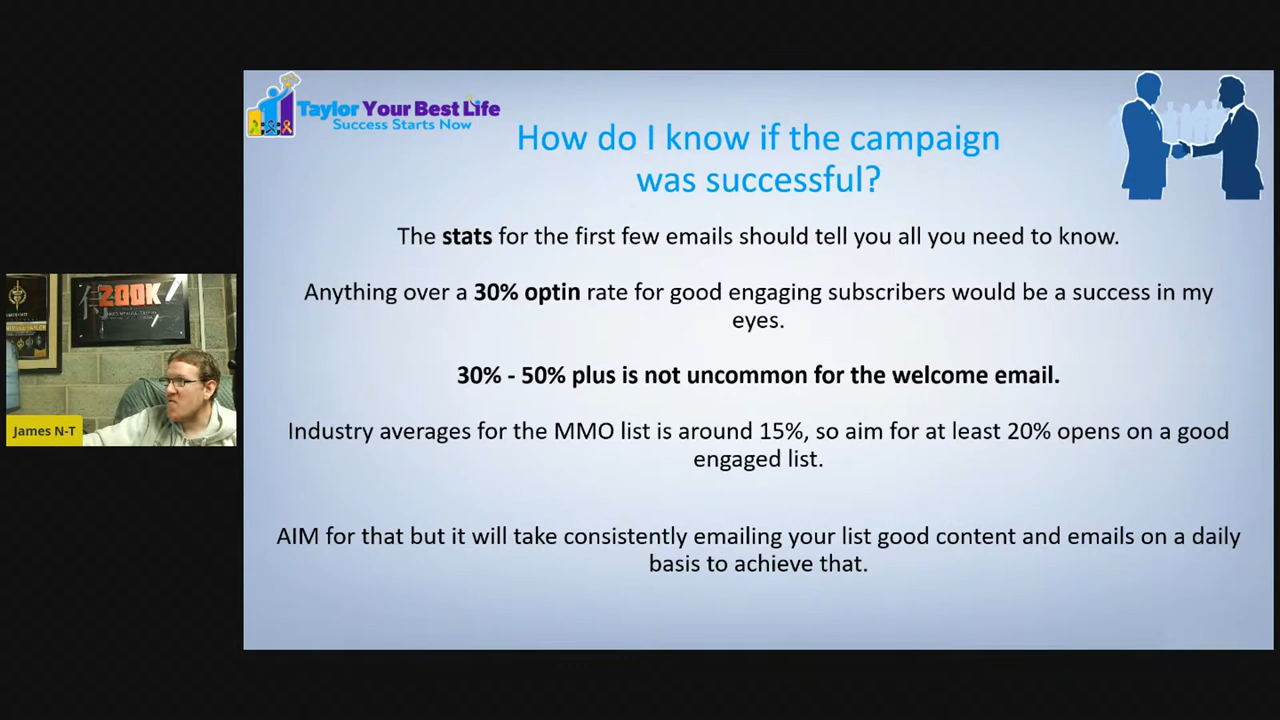 Taylor Your Best Life
Success Starts Now
How do I know if the campaign
was successful?
The stats for the first few emails should tell you all you need to know.
Anything over a 30% optin rate for good engaging subscribers would be a success in my
eyes.
30% - 50% plus is not uncommon for the welcome email.
Industry averages for the MMO list is around 15%, so aim for at least 20% opens on a good
engaged list.
AIM for that but it will take consistently emailing your list good content and emails on a daily
basis to achieve that.
200K
James N-T